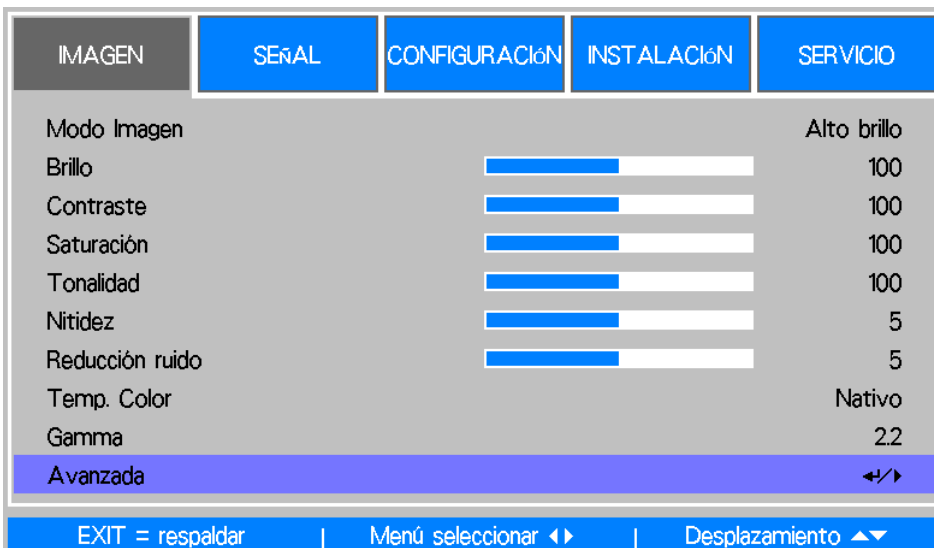 IMAGEN SEñAL CONFIGURACIóN INSTALACIóN SERVICIO
Modo Imagen Alto brillo
Brillo 100
Contraste 100
Saturación 100
Tonalidad 100
Nitidez 5
Reducción ruido 5
Temp. Color Nativo
Gamma 2.2
Avanzada ↵/▶
EXIT = respaldar | Menú seleccionar ◀▶ | Desplazamiento ▲▼